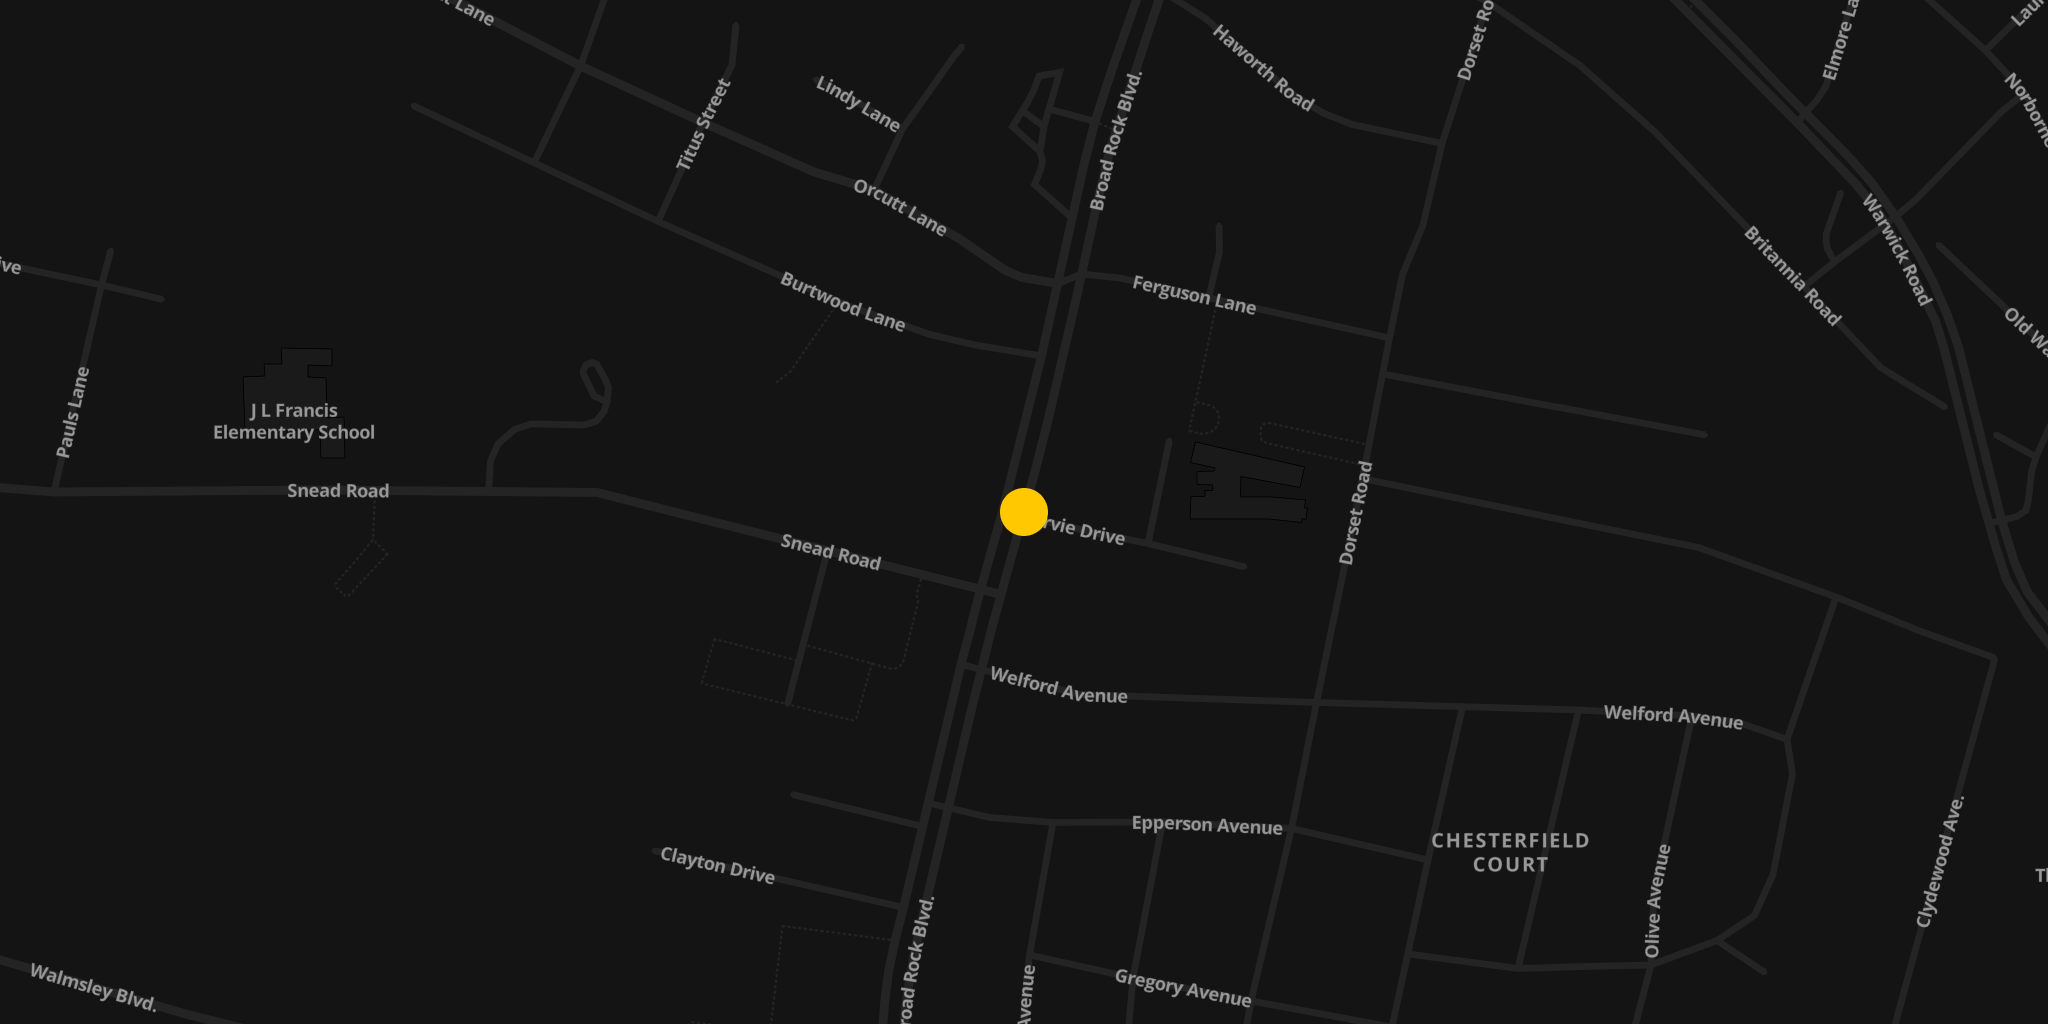 t Lane
Haworth Road
Dorset Ro
Elmore La
Laur
Titus Street
Lindy Lane
Broad Rock Blvd.
Norborne
Orcutt Lane
Warwick Road
Britannia Road
ive
Burtwood Lane
Ferguson Lane
Old Wa
Pauls Lane
J L Francis
Elementary School
Snead Road
Snead Road
rvie Drive
Dorset Road
Welford Avenue
Welford Avenue
Epperson Avenue
CHESTERFIELD
COURT
Clayton Drive
Olive Avenue
Clydewood Ave.
Th
road Rock Blvd.
Walmsley Blvd.
Avenue
Gregory Avenue